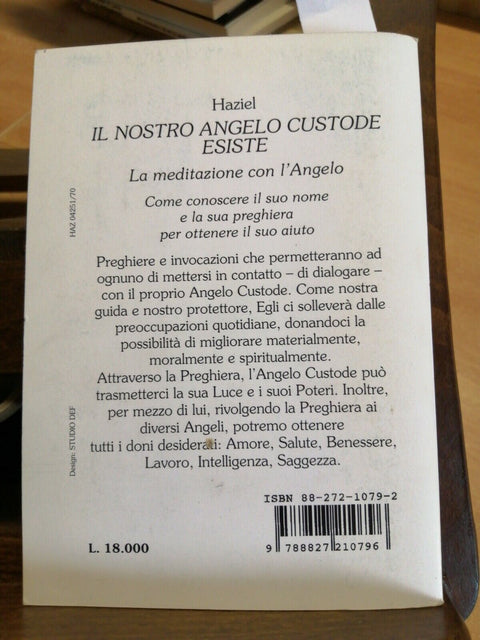 Haziel
IL NOSTRO ANGELO CUSTODE
ESISTE
La meditazione con l'Angelo
Come conoscere il suo nome
e la sua preghiera
per ottenere il suo aiuto
Preghiere e invocazioni che permetteranno ad
ognuno di mettersi in contatto – di dialogare –
con il proprio Angelo Custode. Come nostra
guida e nostro protettore, Egli ci solleverà dalle
preoccupazioni quotidiane, donandoci la
possibilità di migliorare materialmente,
moralmente e spiritualmente.
Attraverso la Preghiera, l'Angelo Custode può
trasmetterci la sua Luce e i suoi Poteri. Inoltre,
per mezzo di lui, rivolgendo la Preghiera ai
diversi Angeli, potremo ottenere
tutti i doni desiderati: Amore, Salute, Benessere,
Lavoro, Intelligenza, Saggezza.
HAZ 04251/70
Design: STUDIO DEF
ISBN 88-272-1079-2
9 788827 210796
L. 18.000